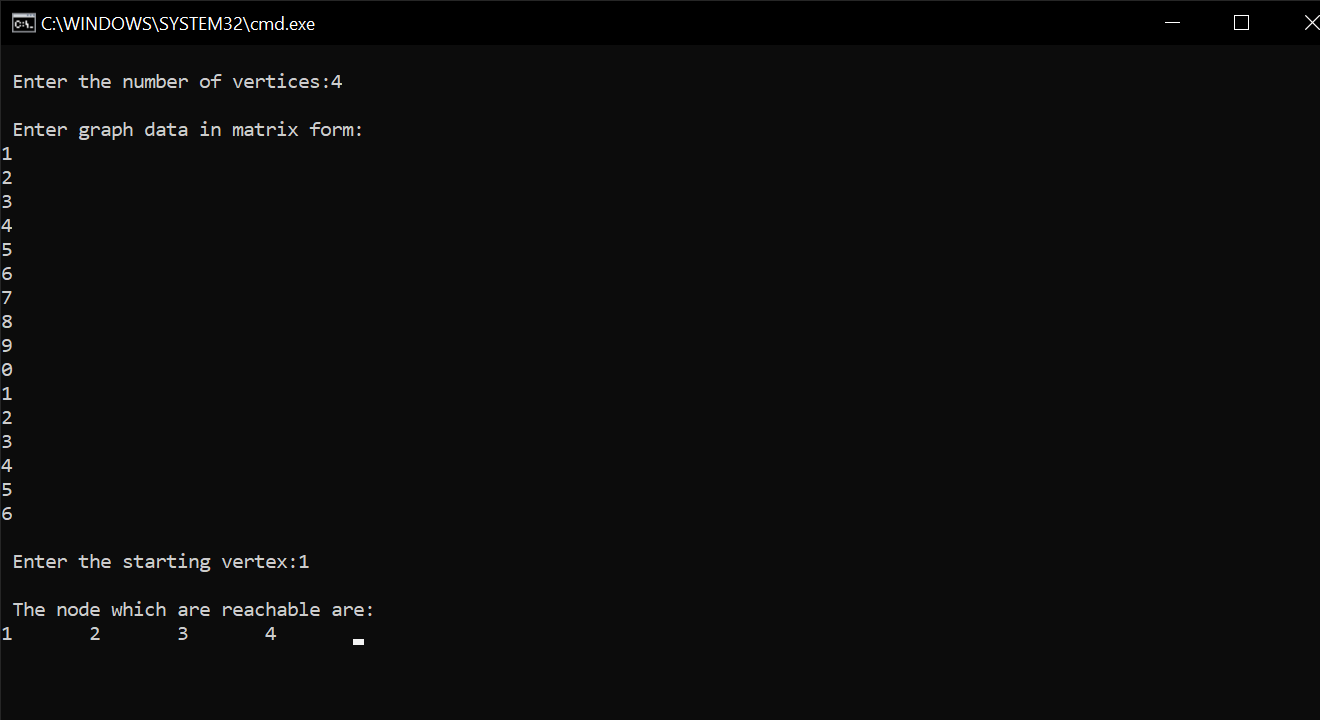 C:\WINDOWS\SYSTEM32\cmd.exe
Enter the number of vertices:4
Enter graph data in matrix form:
1
2
3
4
5
6
7
8
9
0
1
2
3
4
5
6
Enter the starting vertex:1
The node which are reachable are:
1 2 3 4